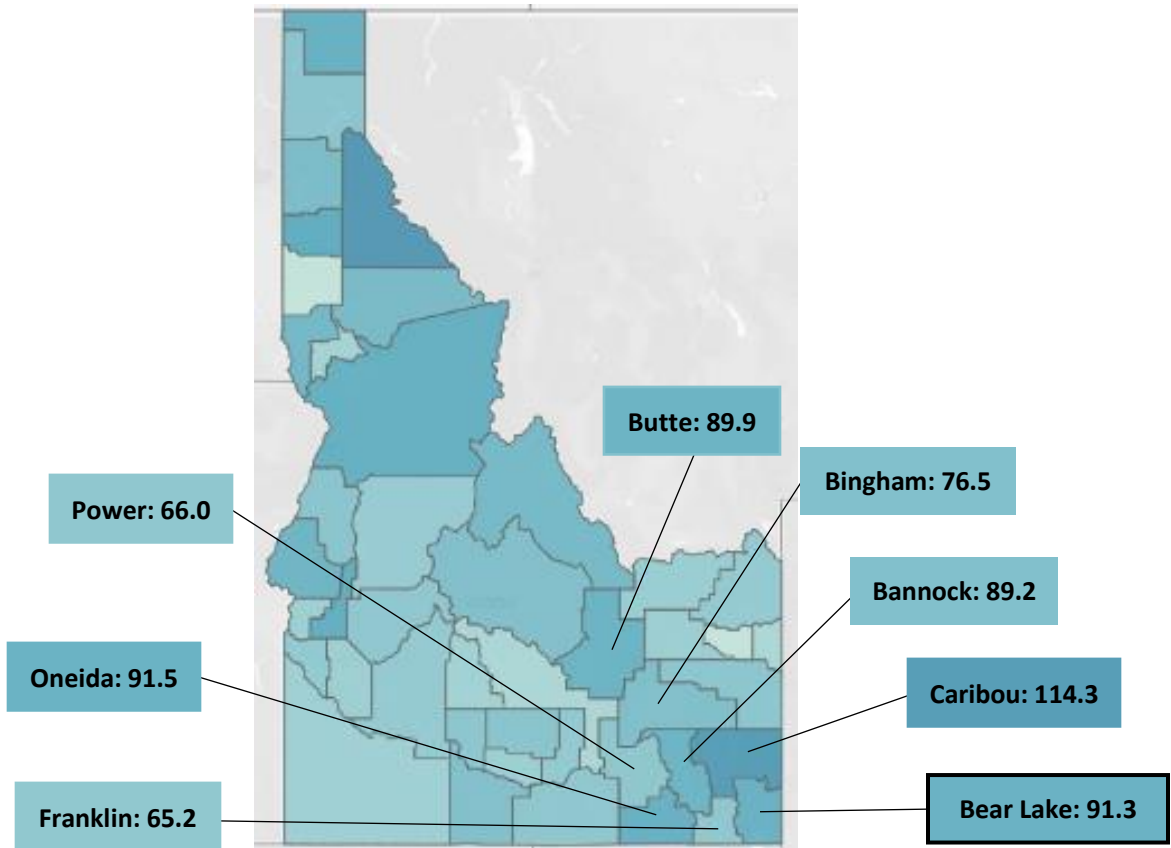 Butte: 89.9
Bingham: 76.5
Power: 66.0
Bannock: 89.2
Oneida: 91.5
Caribou: 114.3
Franklin: 65.2
Bear Lake: 91.3